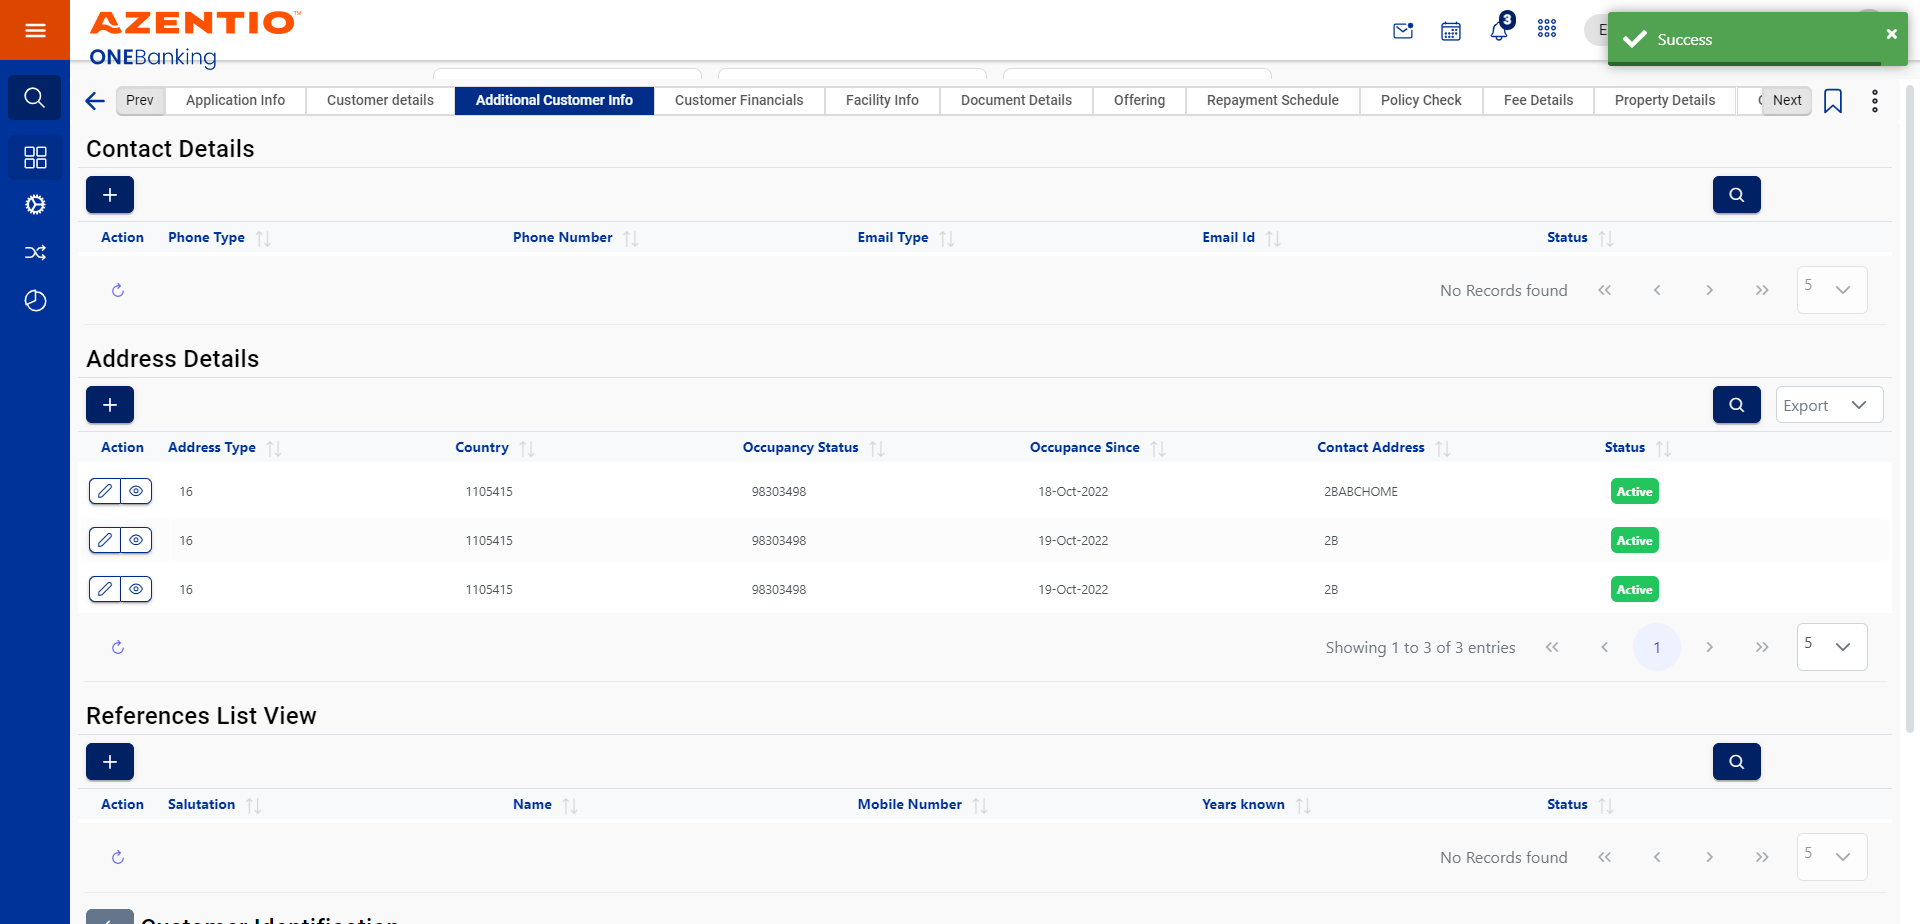 AZENTIO™
ONEBanking
3
E
Success
Prev
Application Info
Customer details
Additional Customer Info
Customer Financials
Facility Info
Document Details
Offering
Repayment Schedule
Policy Check
Fee Details
Property Details
Next
Contact Details
Action Phone Type Phone Number Email Type Email Id Status
No Records found 5
Address Details
Export
Action Address Type Country Occupancy Status Occupance Since Contact Address Status
16 1105415 98303498 18-Oct-2022 2BABCHOME Active
16 1105415 98303498 19-Oct-2022 2B Active
16 1105415 98303498 19-Oct-2022 2B Active
Showing 1 to 3 of 3 entries 1 5
References List View
Action Salutation Name Mobile Number Years known Status
No Records found 5
Customer Identification